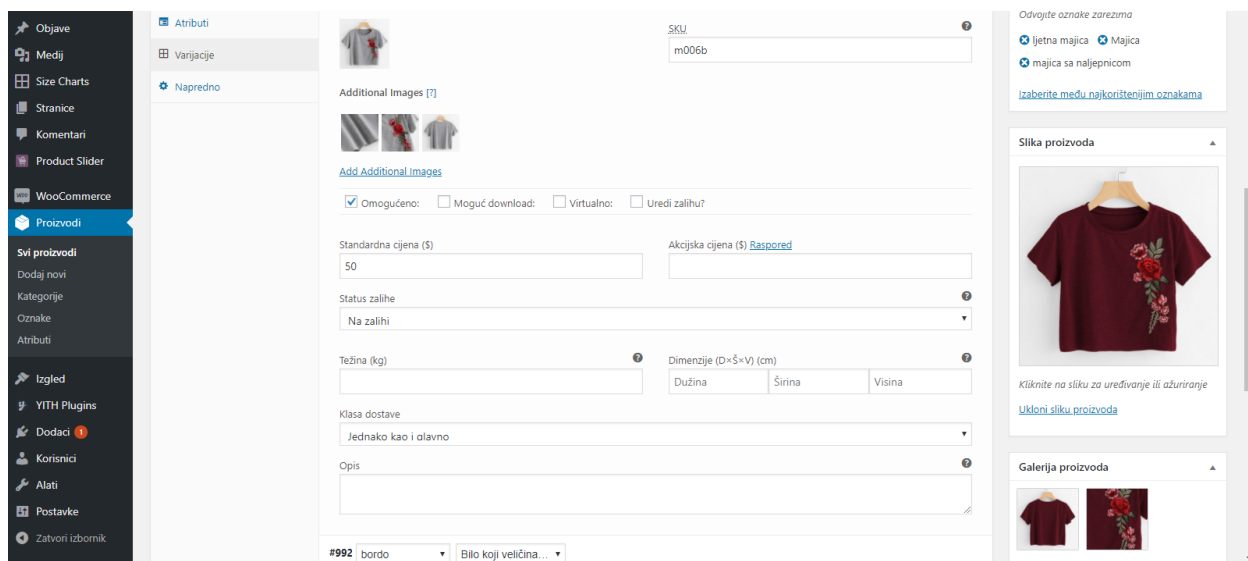 Objave
Medij
Size Charts
Stranice
Komentari
Product Slider
WooCommerce
Proizvodi
Svi proizvodi
Dodaj novi
Kategorije
Oznake
Atributi
Izgled
YITH Plugins
Dodaci 1
Korisnici
Alati
Postavke
Zatvori izbornik
Atributi
Varijacije
Napredno
SKU
m006b
Additional Images [?]
Add Additional Images
Omogućeno: Moguć download: Virtualno: Uredi zalihu?
Standardna cijena ($) Akcijska cijena ($) Raspored
50
Status zalihe
Na zalihi
Težina (kg) Dimenzije (D×Š×V) (cm)
Dužina Širina Visina
Klasa dostave
Jednako kao i glavno
Opis
#992 bordo Bilo koji veličina…
Odvojite oznake zarezima
ljetna majica Majica
majica sa naljepnicom
Izaberite među najkorištenijim oznakama
Slika proizvoda
Kliknite na sliku za uređivanje ili ažuriranje
Ukloni sliku proizvoda
Galerija proizvoda